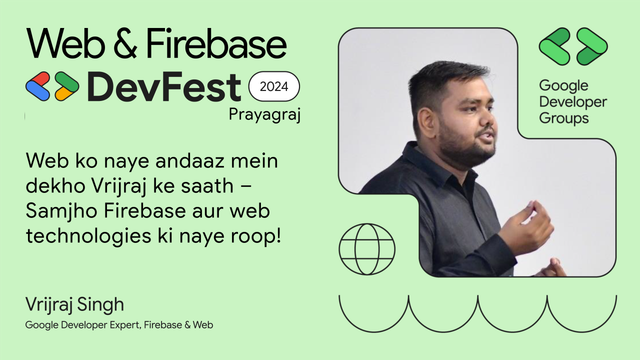 Web & Firebase
DevFest 2024
Prayagraj
Web ko naye andaaz mein
dekho Vrijraj ke saath –
Samjho Firebase aur web
technologies ki naye roop!
Vrijraj Singh
Google Developer Expert, Firebase & Web
Google
Developer
Groups